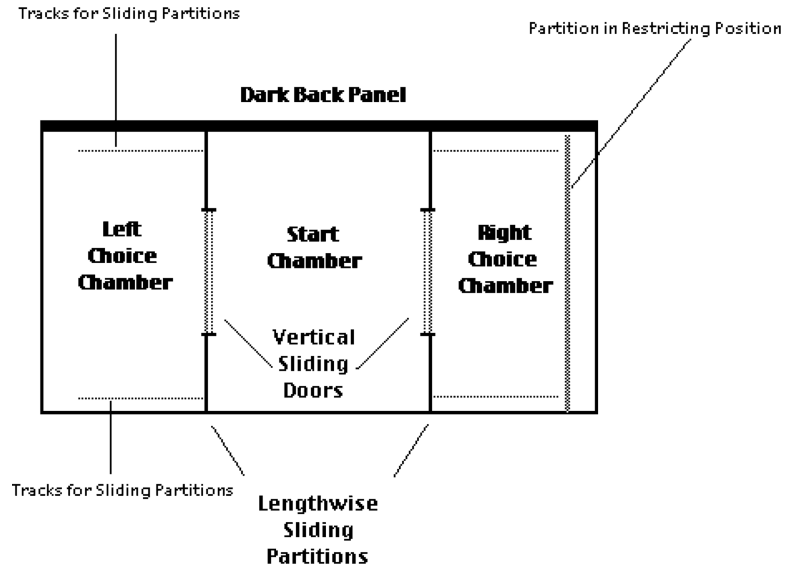 Tracks for Sliding Partitions
Partition in Restricting Position
Dark Back Panel
Left
Choice
Chamber
Start
Chamber
Right
Choice
Chamber
Vertical
Sliding
Doors
Tracks for Sliding Partitions
Lengthwise
Sliding
Partitions